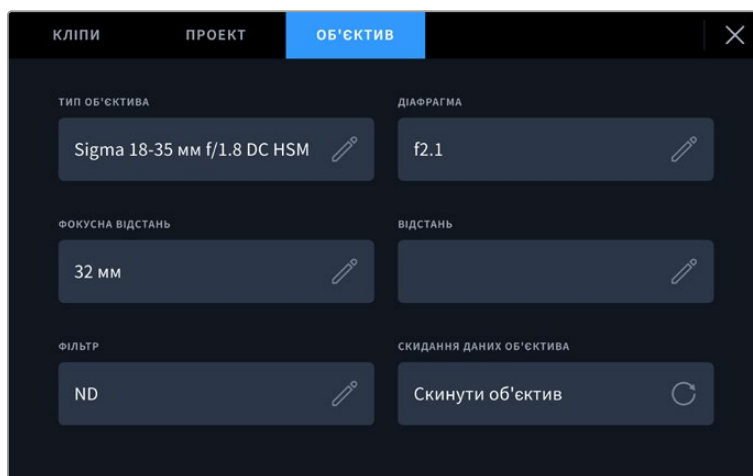 КЛІПИ ПРОЕКТ ОБ'ЄКТИВ
ТИП ОБ'ЄКТИВА ДІАФРАГМА
Sigma 18-35 мм f/1.8 DC HSM f2.1
ФОКУСНА ВІДСТАНЬ ВІДСТАНЬ
32 мм
ФІЛЬТР СКИДАННЯ ДАНИХ ОБ'ЄКТИВА
ND Скинути об'єктив